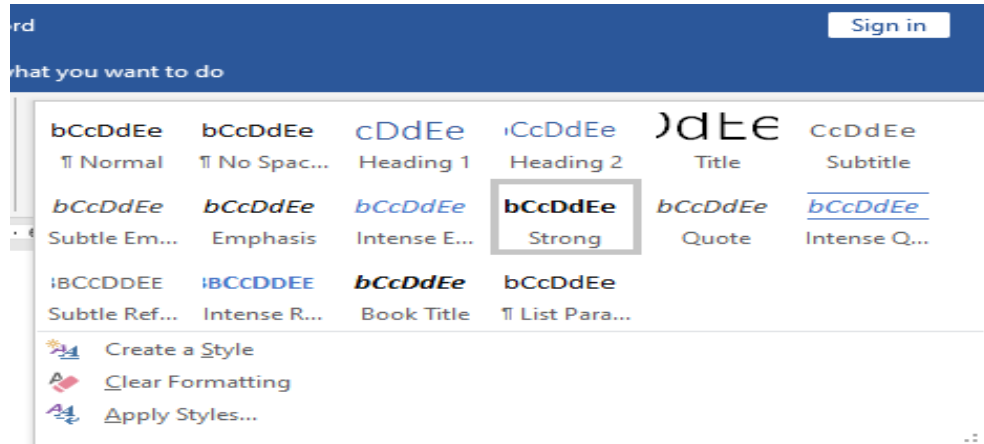 rd Sign in
hat you want to do
bCcDdEe bCcDdEe cDdEe CcDdEe dEe CcDdEe
¶ Normal ¶ No Spac... Heading 1 Heading 2 Title Subtitle
bCcDdEe bCcDdEe bCcDdEe bCcDdEe bCcDdEe bCcDdEe
Subtle Em... Emphasis Intense E... Strong Quote Intense Q...
BCCDDEE BCCDDEE bCcDdEe bCcDdEe
Subtle Ref... Intense R... Book Title ¶ List Para...
Create a Style
Clear Formatting
Apply Styles...